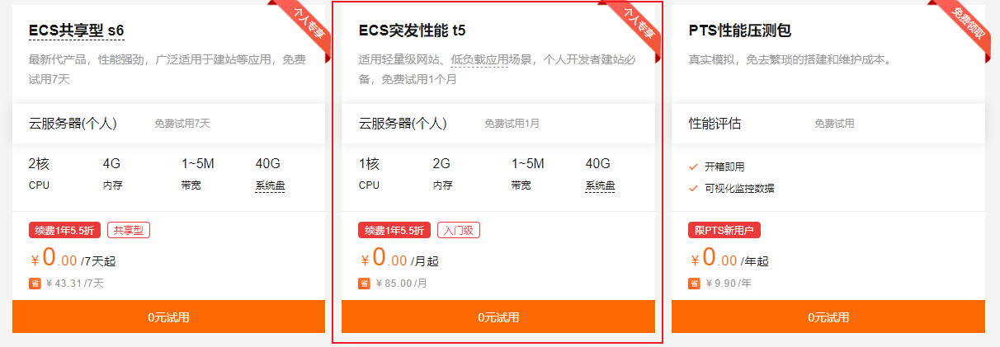 ECS共享型 s6
个人专享
最新代产品，性能强劲，广泛适用于建站等应用，免费
试用7天
云服务器(个人) 免费试用7天
2核 4G 1~5M 40G
CPU 内存 带宽 系统盘
续费1年5.5折 共享型
¥0.00 /7天起
省 ¥43.31/7天
0元试用
ECS突发性能 t5
个人专享
适用轻量级网站、低负载应用场景，个人开发者建站必
备，免费试用1个月
云服务器(个人) 免费试用1月
1核 2G 1~5M 40G
CPU 内存 带宽 系统盘
续费1年5.5折 入门级
¥0.00 /月起
省 ¥85.00/月
0元试用
PTS性能压测包
免费领取
真实模拟，免去繁琐的搭建和维护成本。
性能评估 免费试用
开箱即用
可视化监控数据
限PTS新用户
¥0.00 /年起
省 ¥9.90/年
0元试用